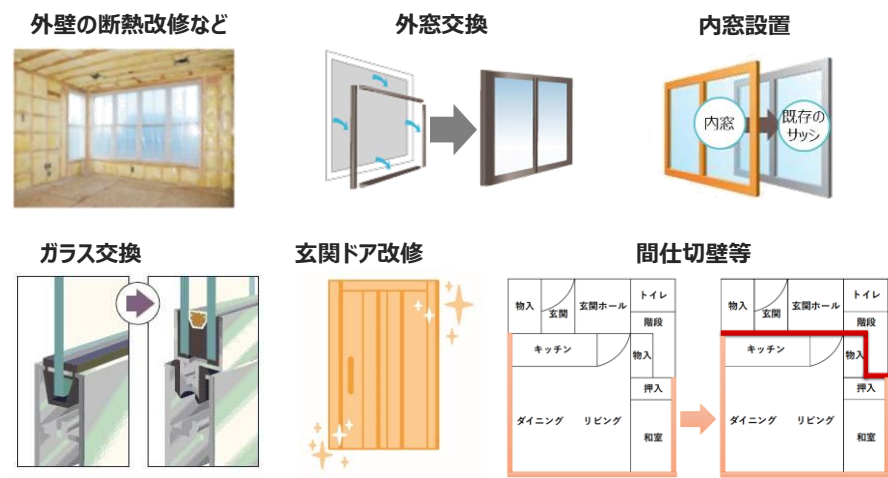 外壁の断熱改修など
外窓交換
内窓設置
内窓
既存の
サッシ
ガラス交換
玄関ドア改修
間仕切壁等
物入
玄関
玄関ホール
トイレ
階段
キッチン
物入
押入
ダイニング
リビング
和室
物入
玄関
玄関ホール
トイレ
階段
キッチン
物入
押入
ダイニング
リビング
和室